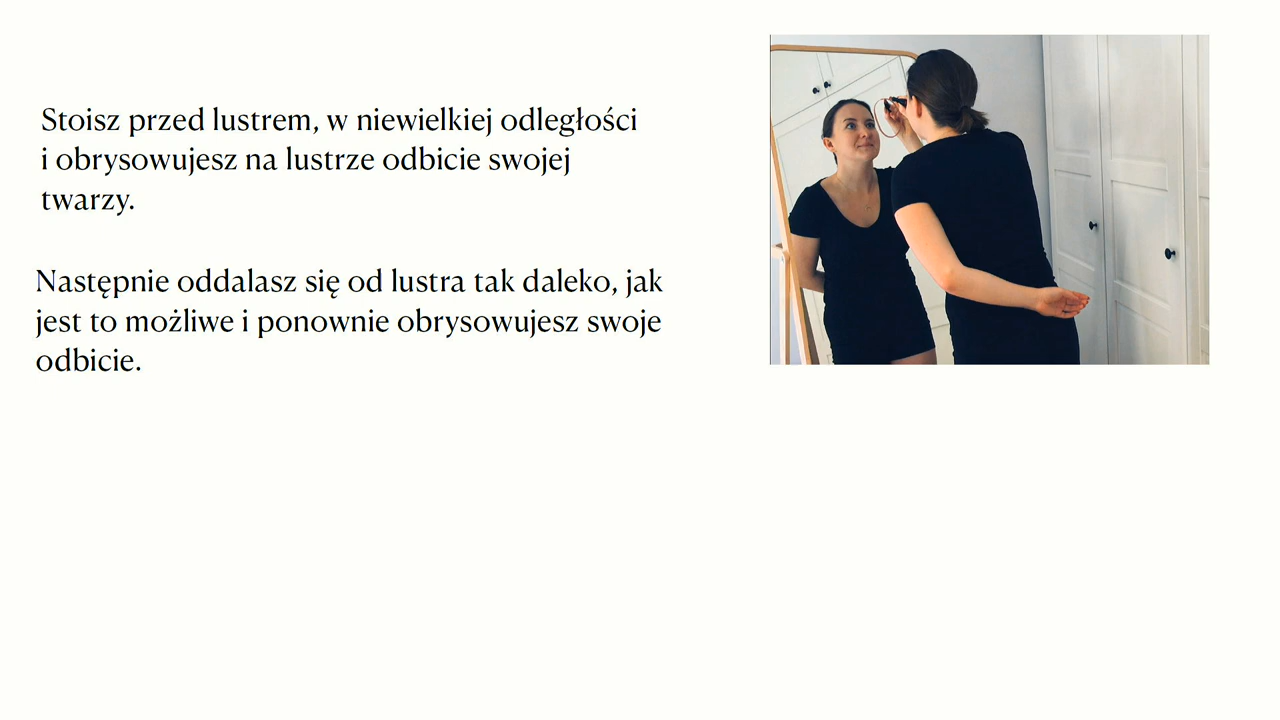 Stoisz przed lustrem, w niewielkiej odległości
i obrysowujesz na lustrze odbicie swojej
twarzy.
Następnie oddalasz się od lustra tak daleko, jak
jest to możliwe i ponownie obrysowujesz swoje
odbicie.